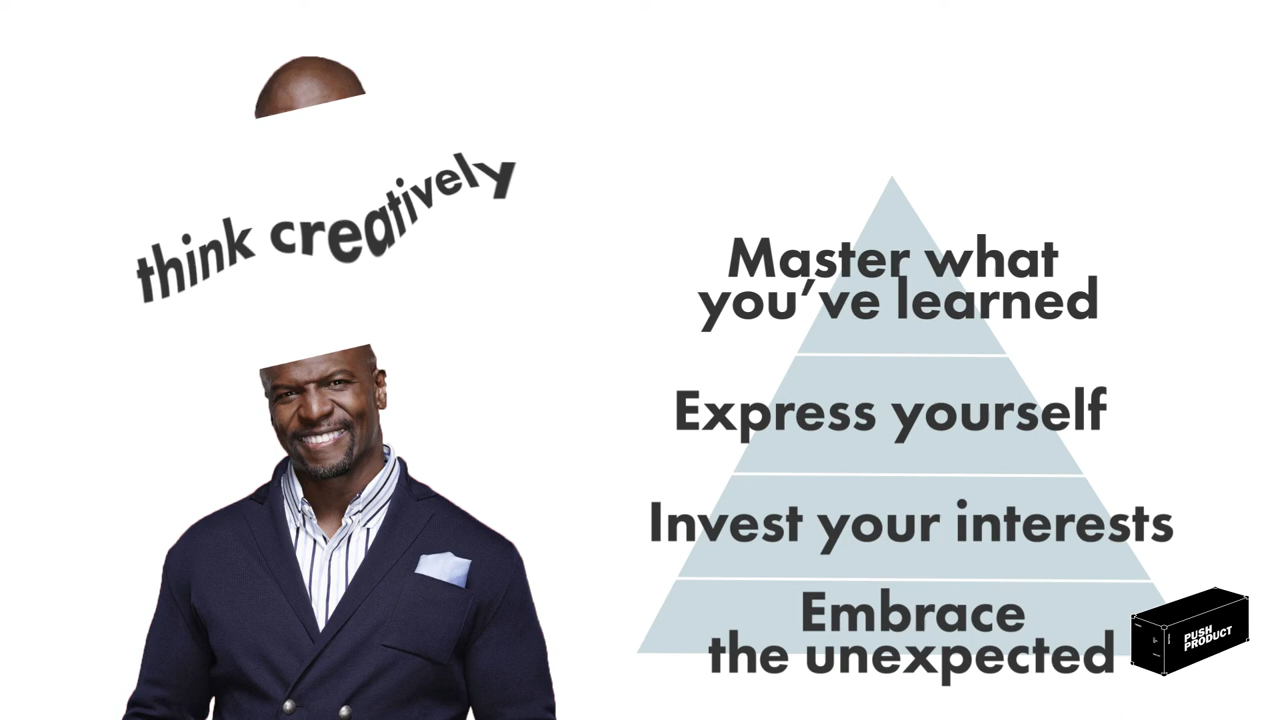 think creatively
Master what
you've learned
Express yourself
Invest your interests
Embrace
the unexpected
PUSH
PRODUCT